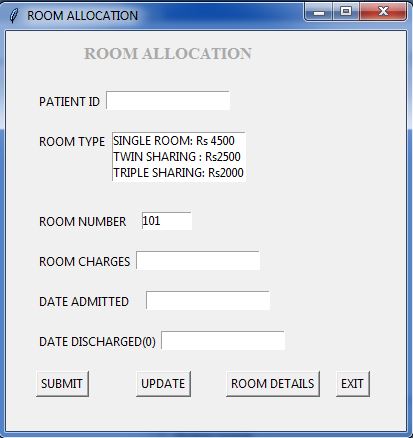 ROOM ALLOCATION
ROOM ALLOCATION
PATIENT ID
ROOM TYPE
SINGLE ROOM: Rs 4500
TWIN SHARING : Rs2500
TRIPLE SHARING: Rs2000
ROOM NUMBER 101
ROOM CHARGES
DATE ADMITTED
DATE DISCHARGED(0)
SUBMIT UPDATE ROOM DETAILS EXIT